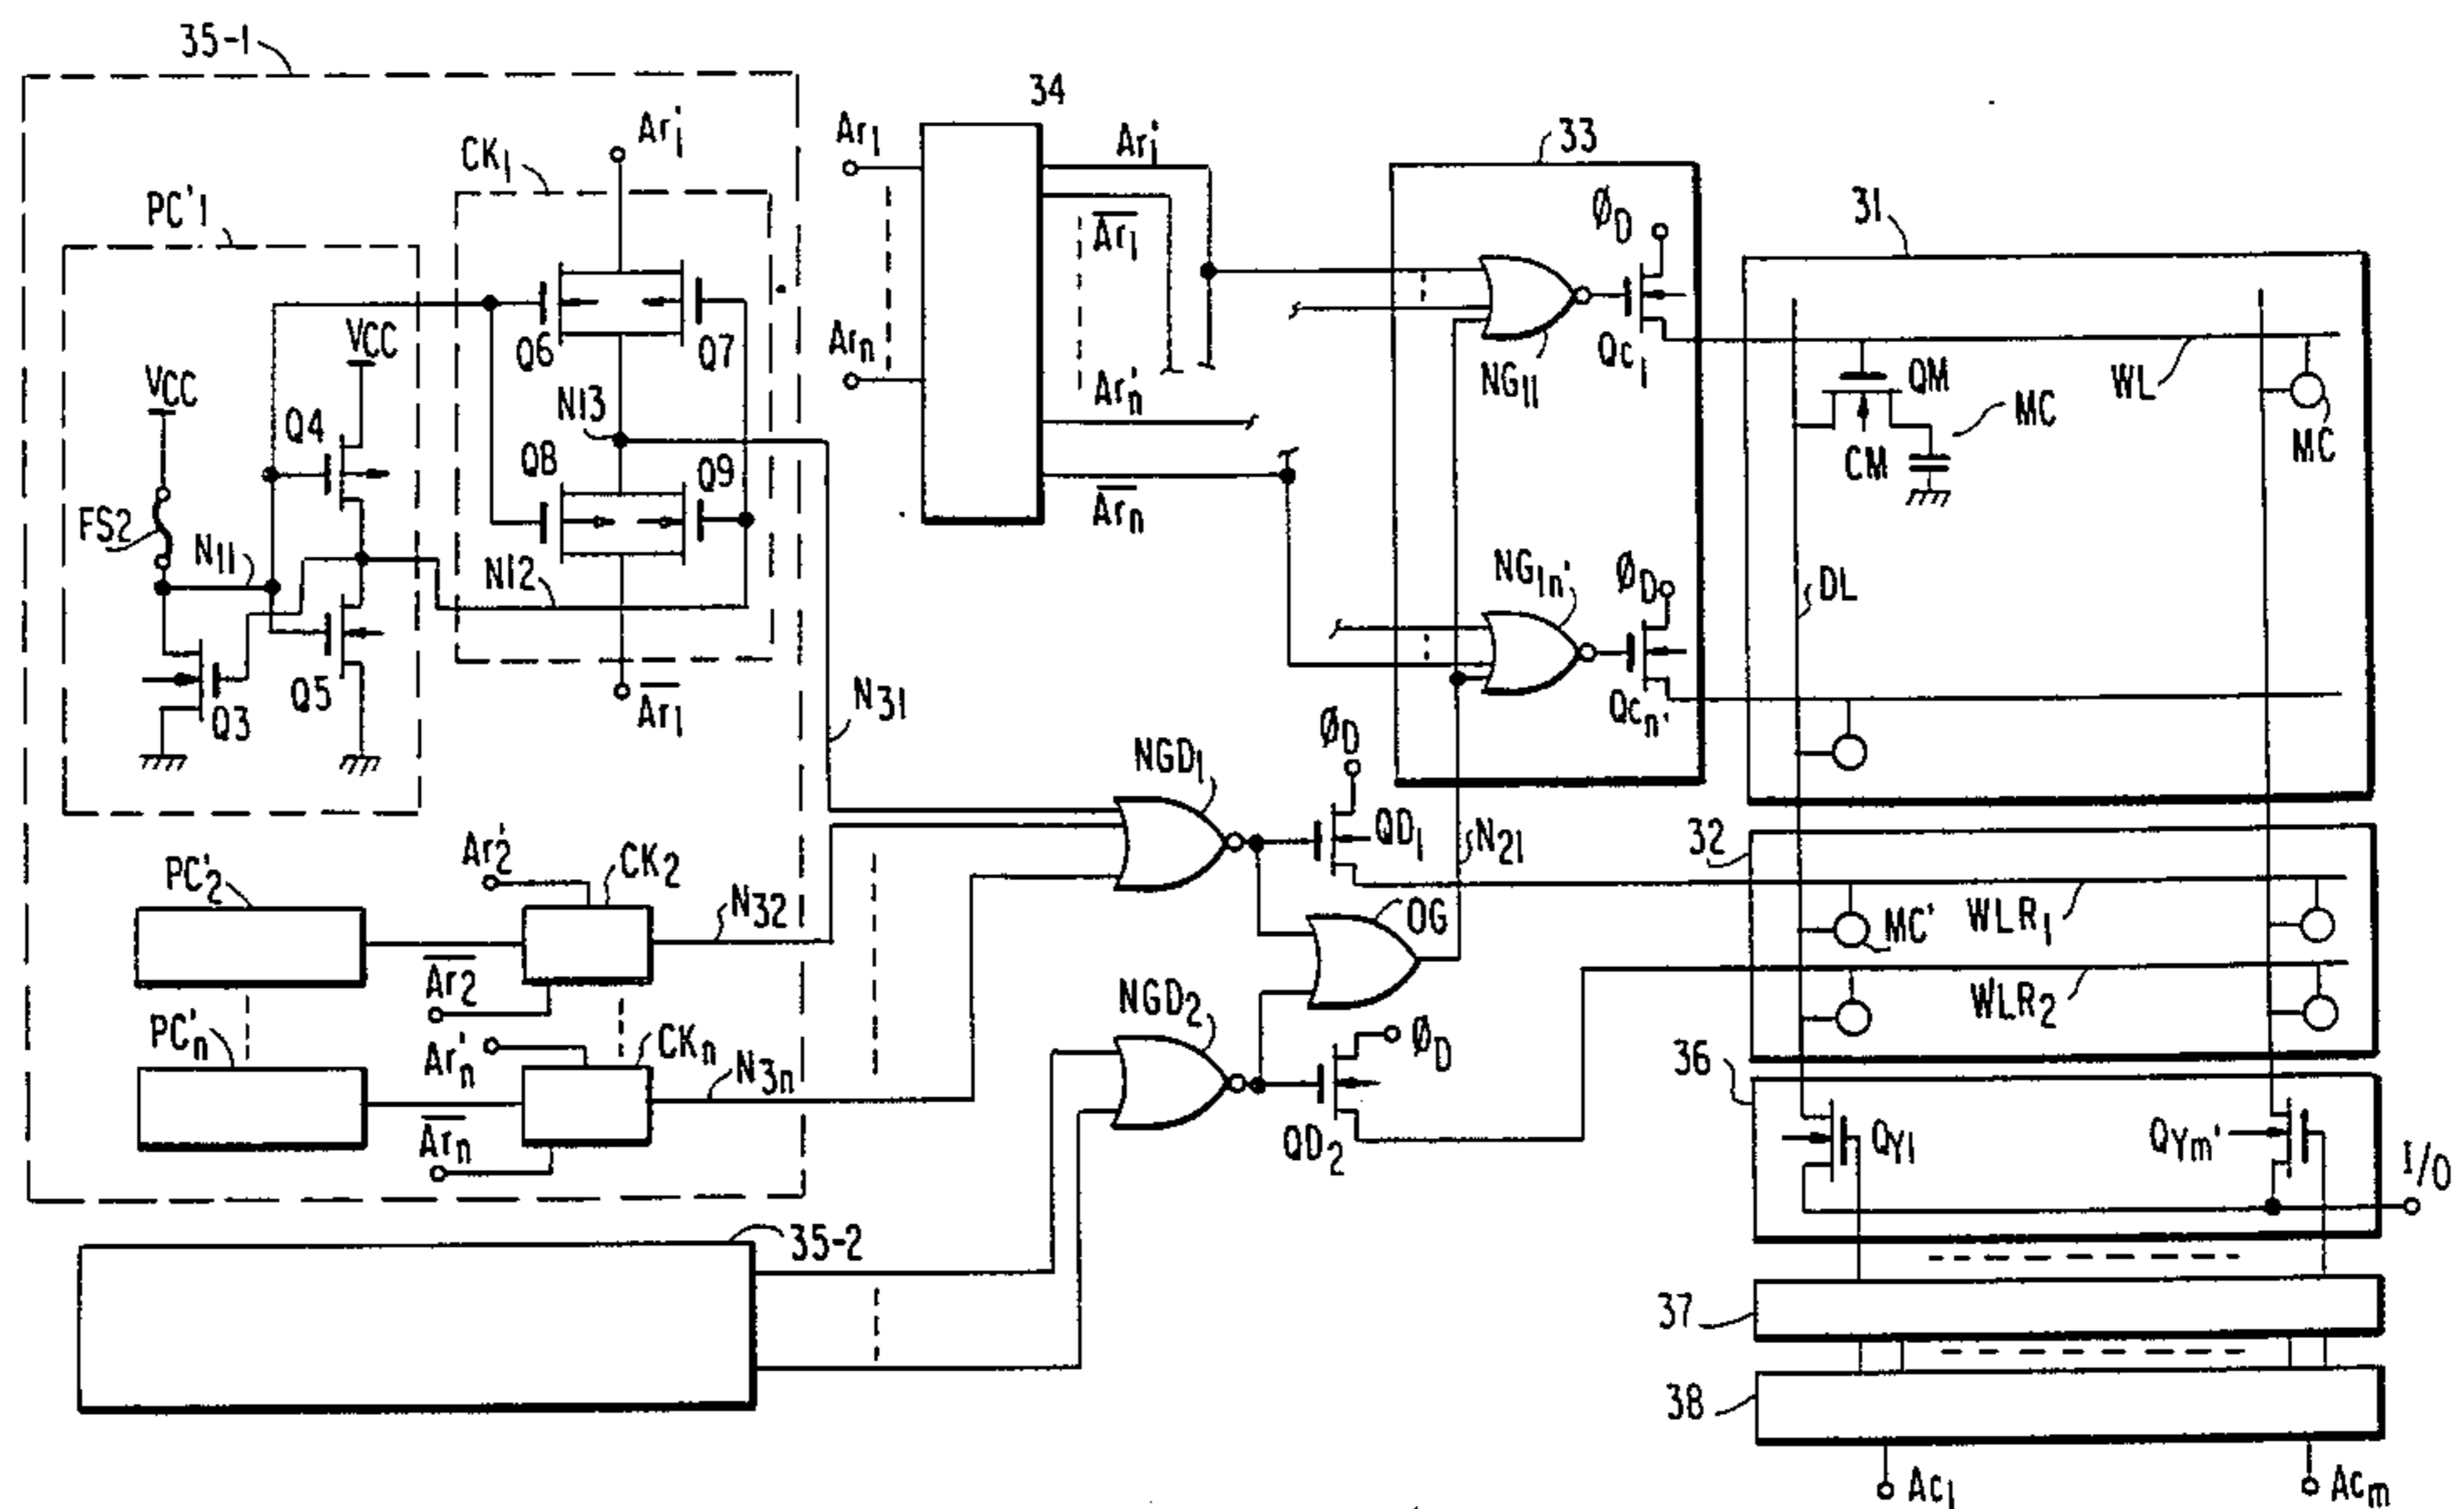 35-1
34
Ar1
Ar'1
33
Ar'1
CK1
ØD
31
PC'1
Ar1
VCC
Q6
Q7
Arn
Ar'n
NG11
Qc1
QM
WL
MC
MC
VCC
Q4
N13
Q8
Q9
CM
FS2
N11
Arn
N12
NG1n'
ØD
DL
Q3
Q5
Ar1
N31
Qcn'
ØD
NGD1
QD1
N21
32
PC'2
Ar'2
CK2
N32
OG
MC'
WLR1
Ar2
NGD2
WLR2
PC'n
Ar'n
CKn
N3n
ØD
36
Arn
QD2
QY1
QYm'
I/O
35-2
37
38
Ac1
Acm